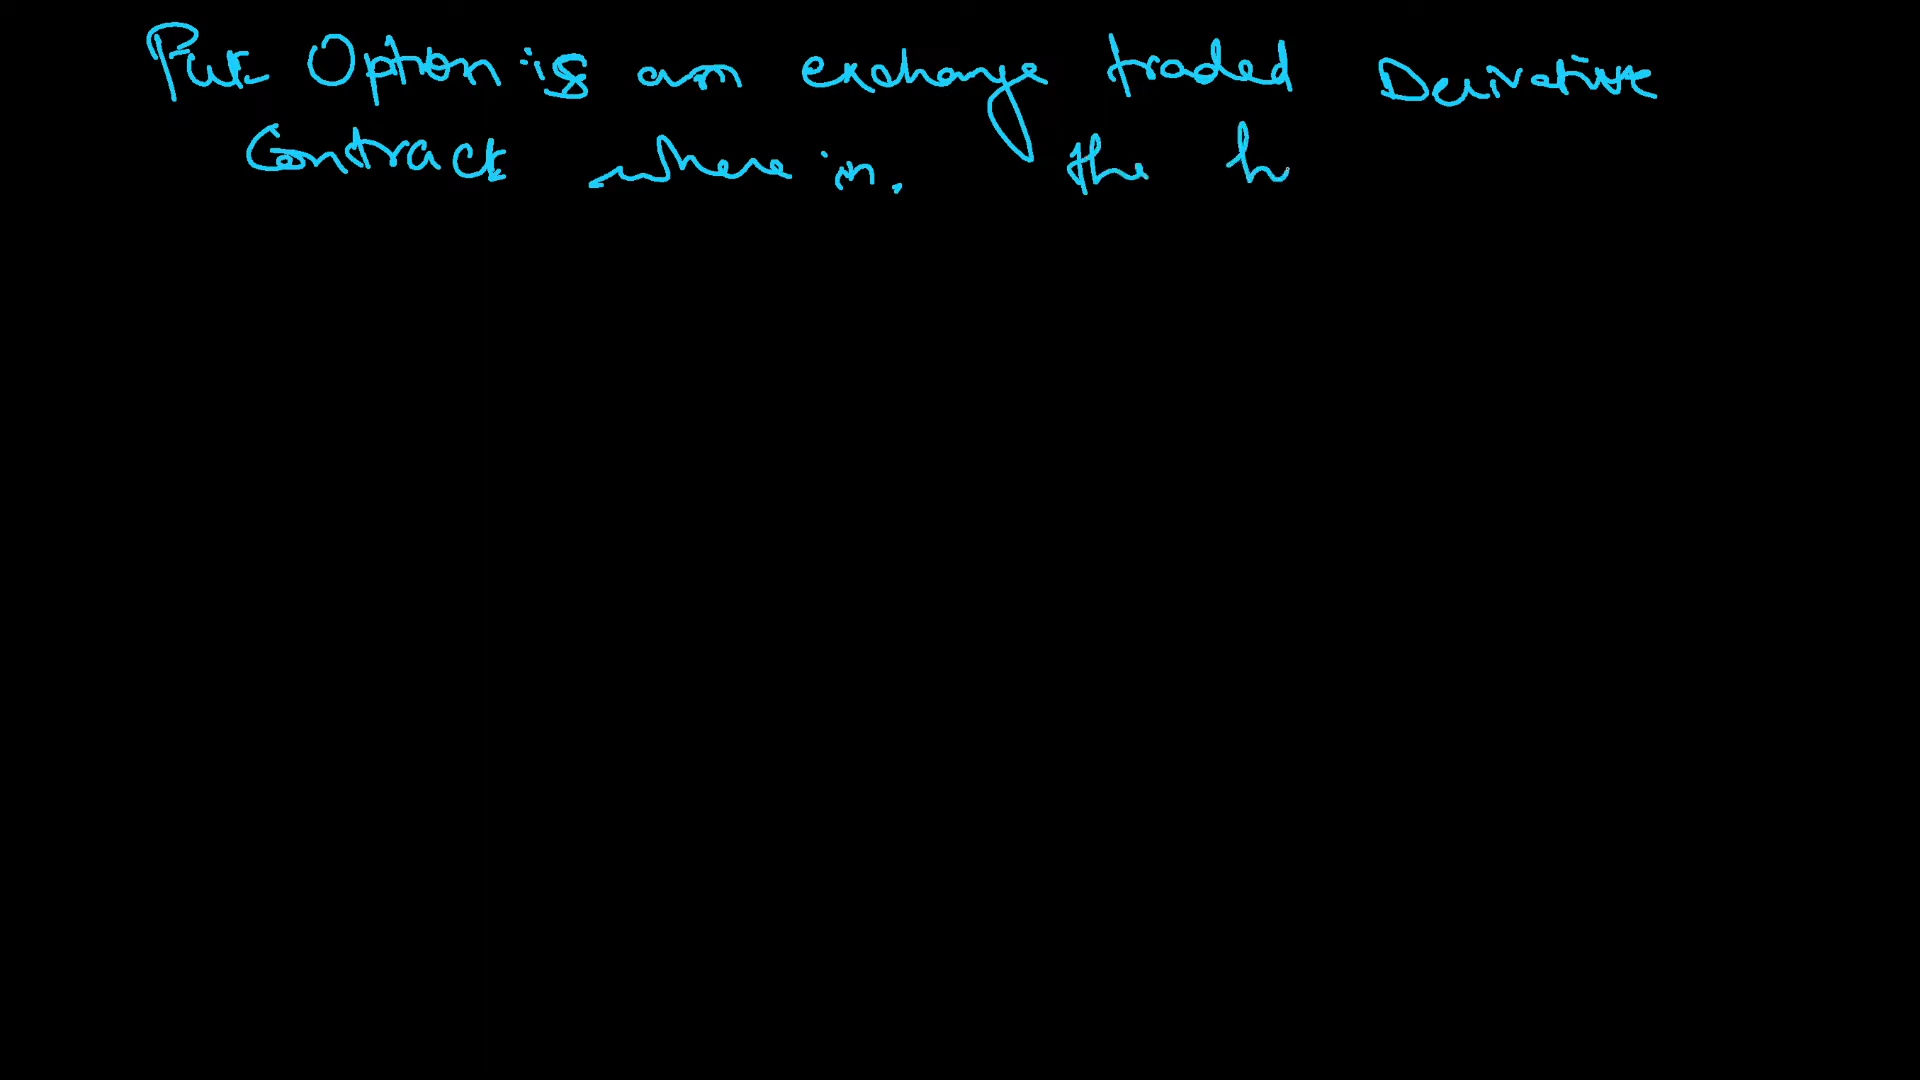 Put Option is an exchange traded Derivative
Contract where in. the h